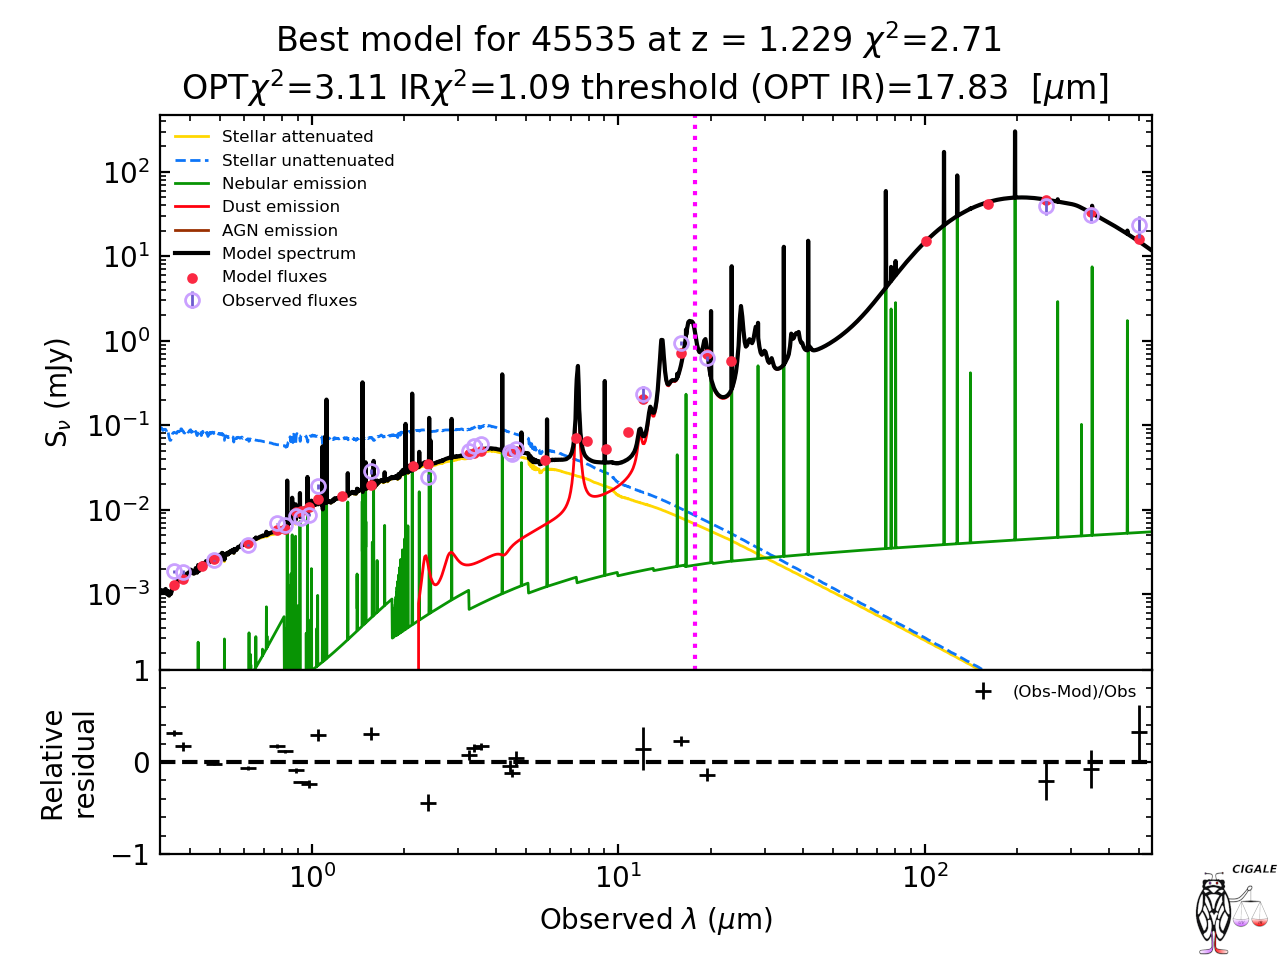 Best model for 45535 at z = 1.229 χ²=2.71
OPTχ²=3.11 IRχ²=1.09 threshold (OPT IR)=17.83 [μm]
Stellar attenuated
Stellar unattenuated
Nebular emission
Dust emission
AGN emission
Model spectrum
Model fluxes
Observed fluxes
10²
10¹
10⁰
10⁻¹
10⁻²
10⁻³
S_ν (mJy)
1
0
−1
Relative
residual
(Obs-Mod)/Obs
10⁰ 10¹ 10²
Observed λ (μm)
CIGALE